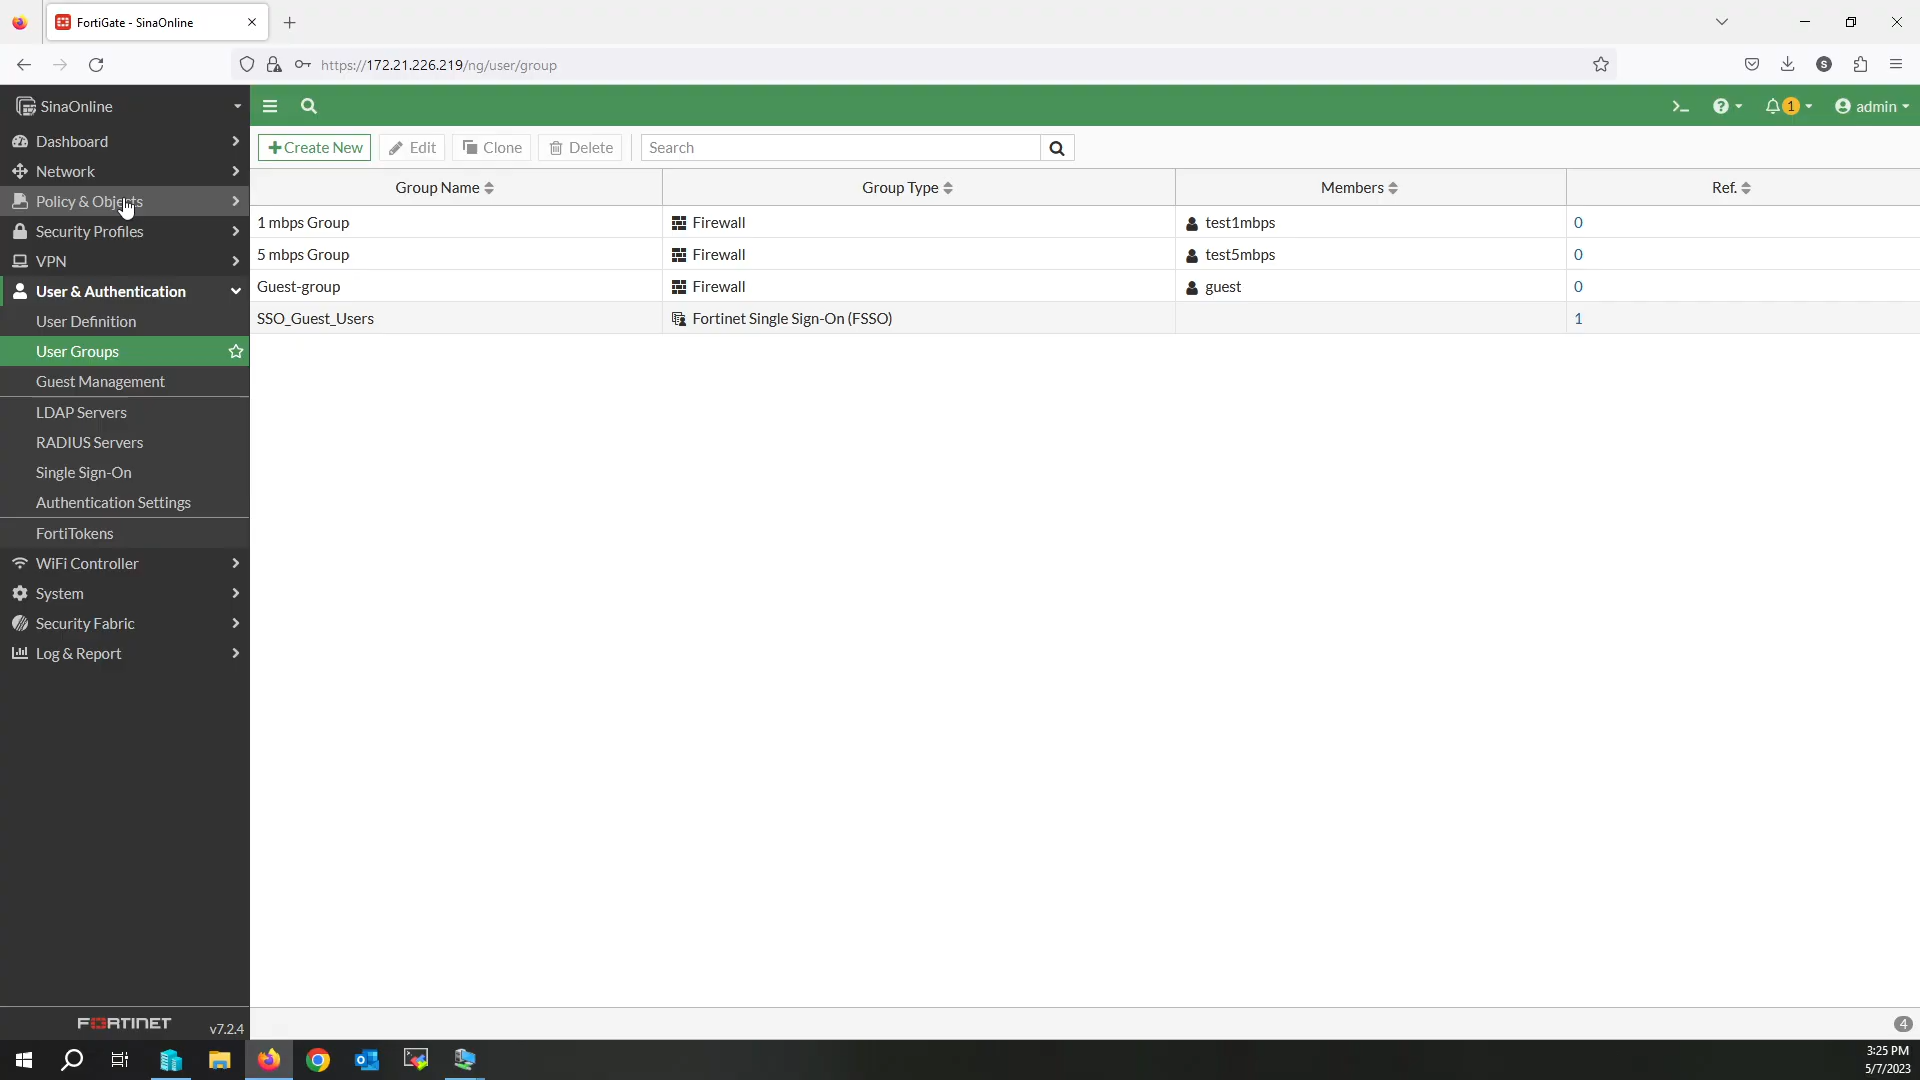 FortiGate - SinaOnline
https://172.21.226.219/ng/user/group
SinaOnline
1
admin
Dashboard
Network
Policy & Objects
Security Profiles
VPN
User & Authentication
User Definition
User Groups
Guest Management
LDAP Servers
RADIUS Servers
Single Sign-On
Authentication Settings
FortiTokens
WiFi Controller
System
Security Fabric
Log & Report
FORTINET
v7.2.4
Create New
Edit
Clone
Delete
Search
Group Name Group Type Members Ref.
1 mbps Group Firewall test1mbps 0
5 mbps Group Firewall test5mbps 0
Guest-group Firewall guest 0
SSO_Guest_Users Fortinet Single Sign-On (FSSO) 1
4
3:25 PM
5/7/2023